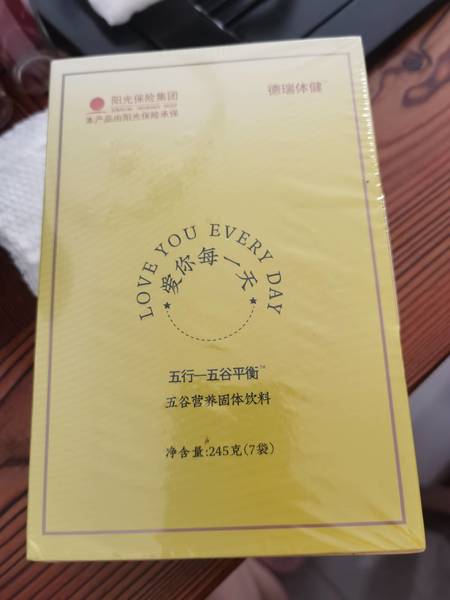 阳光保险集团
德瑞体健
本产品由阳光保险承保
LOVE YOU EVERY DAY
爱你每一天
五行—五谷平衡™
五谷营养固体饮料
净含量:245克(7袋)